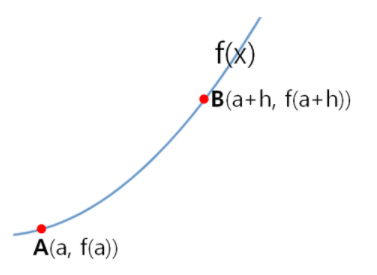 f(x)
B(a+h, f(a+h))
A(a, f(a))